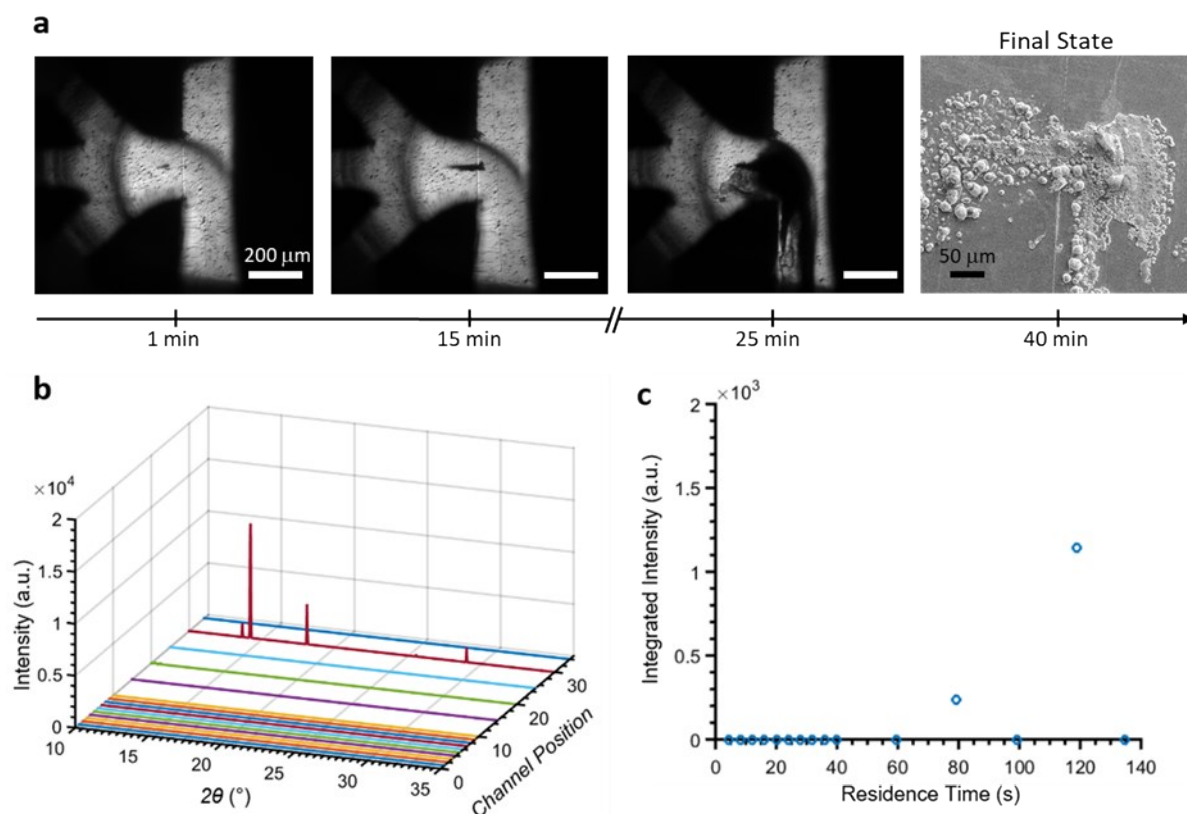 a
Final State
200 μm
50 μm
1 min
15 min
25 min
40 min
b
×10⁴
2
1.5
1
0.5
0
Intensity (a.u.)
10
15
20
25
30
35
2θ (°)
0
10
20
30
Channel Position
c
×10³
2
1.5
1
0.5
0
Integrated Intensity (a.u.)
0 20 40 60 80 100 120 140
Residence Time (s)